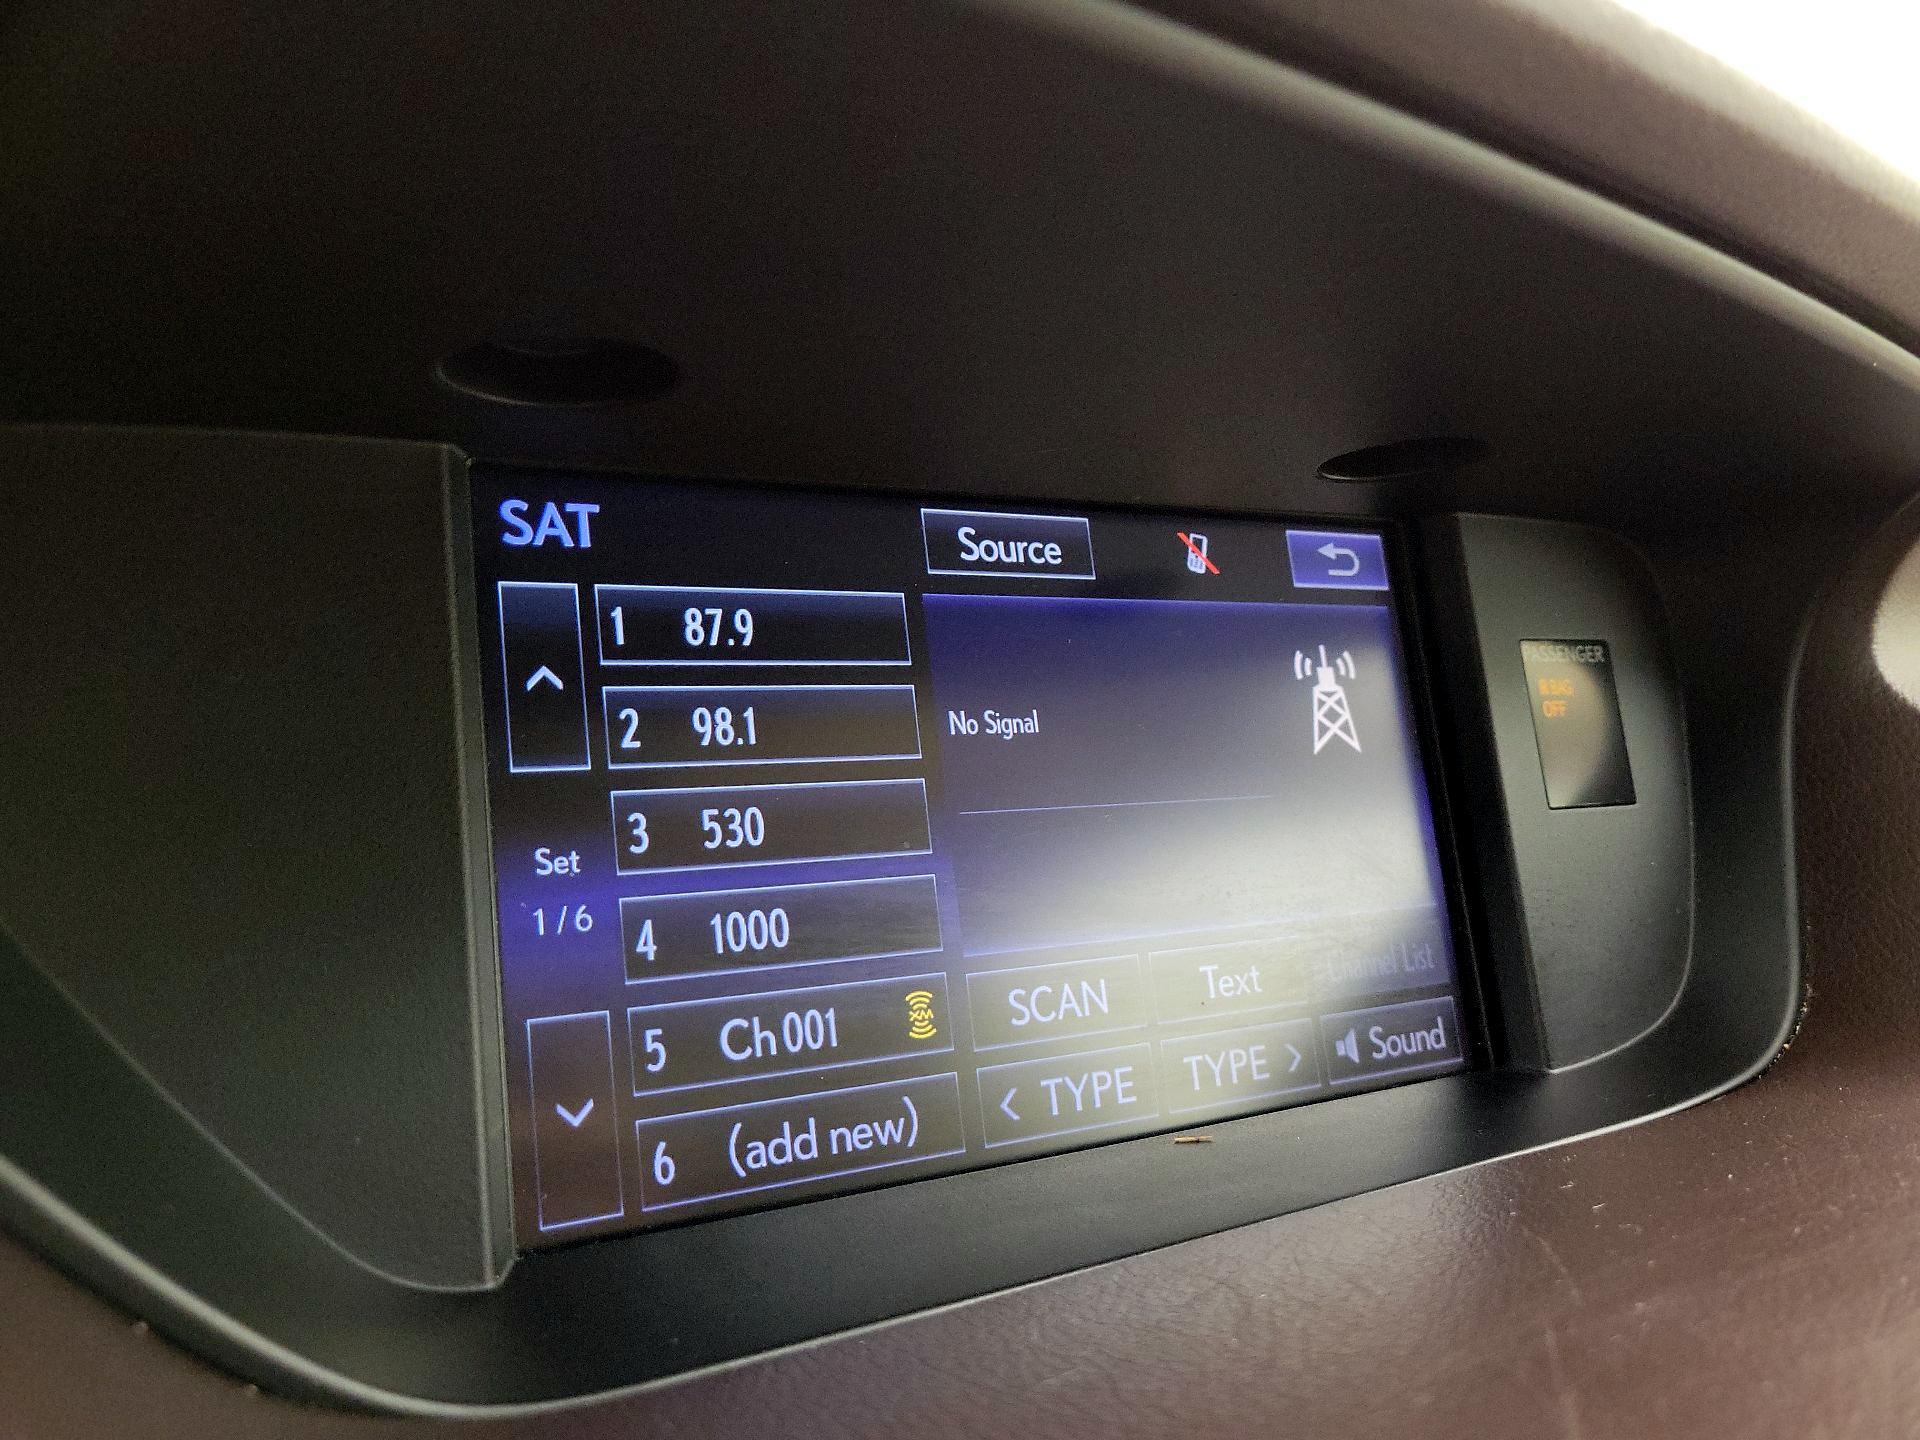 SAT
Source
1 87.9
2 98.1
3 530
4 1000
5 Ch 001 XM
6 (add new)
Set
1/6
No Signal
SCAN
Text
Channel List
< TYPE
TYPE >
Sound
PASSENGER
BAG
OFF